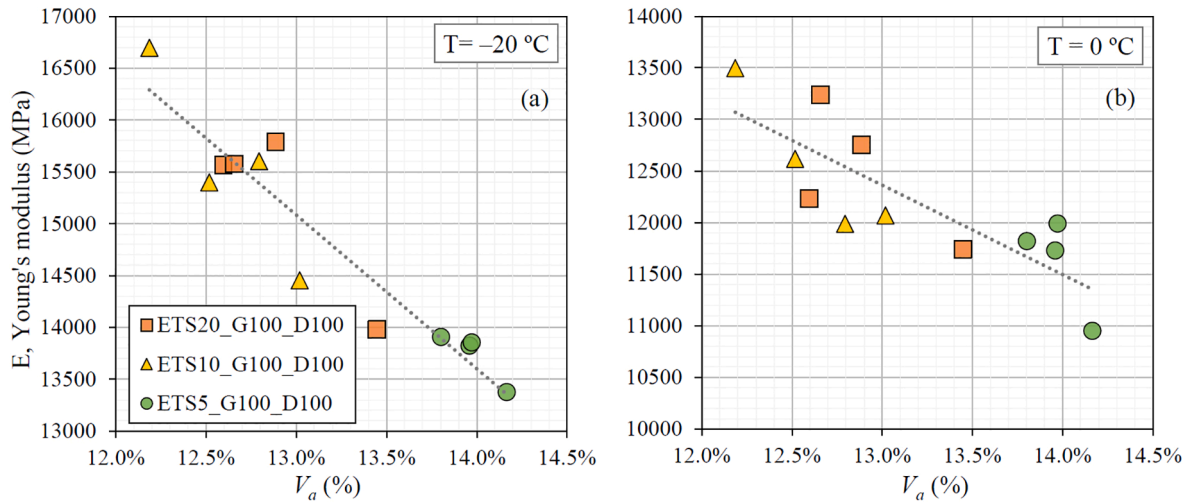 E, Young's modulus (MPa)
17000
16500
16000
15500
15000
14500
14000
13500
13000
T= –20 ºC
(a)
ETS20_G100_D100
ETS10_G100_D100
ETS5_G100_D100
12.0% 12.5% 13.0% 13.5% 14.0% 14.5%
Va (%)
14000
13500
13000
12500
12000
11500
11000
10500
10000
T = 0 ºC
(b)
12.0% 12.5% 13.0% 13.5% 14.0% 14.5%
Va (%)